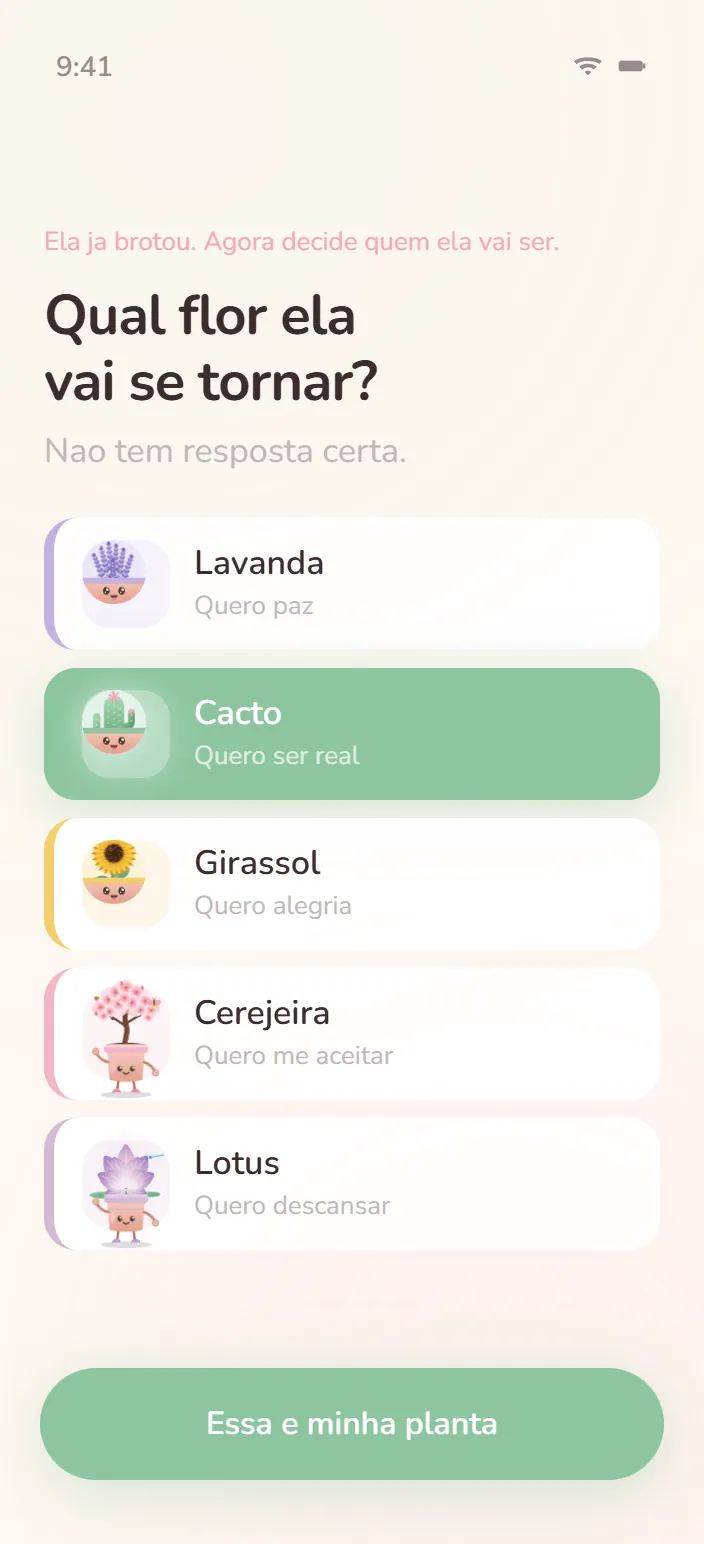 9:41
Ela ja brotou. Agora decide quem ela vai ser.
Qual flor ela
vai se tornar?
Nao tem resposta certa.
Lavanda
Quero paz
Cacto
Quero ser real
Girassol
Quero alegria
Cerejeira
Quero me aceitar
Lotus
Quero descansar
Essa e minha planta